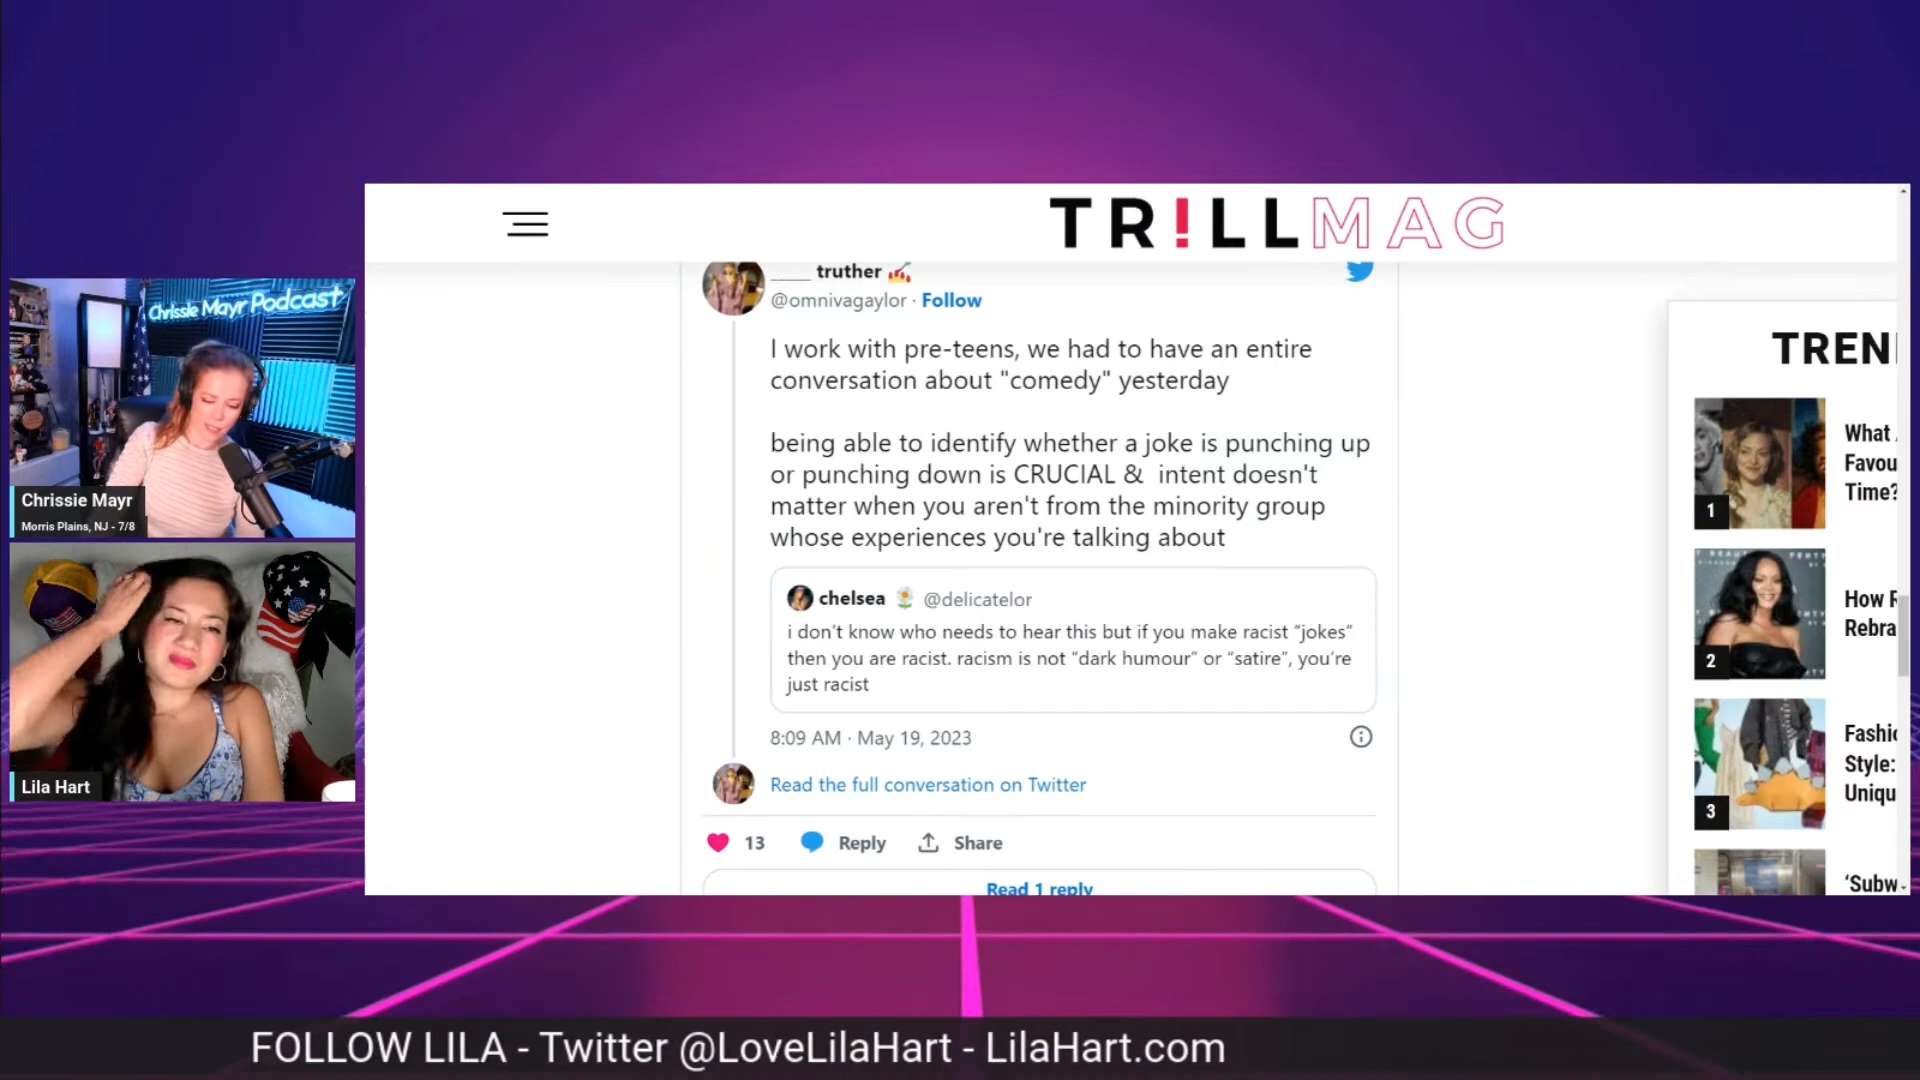 TR!LLMAG
____ truther
@omnivagaylor · Follow
I work with pre-teens, we had to have an entire
conversation about "comedy" yesterday
being able to identify whether a joke is punching up
or punching down is CRUCIAL & intent doesn't
matter when you aren't from the minority group
whose experiences you're talking about
chelsea @delicatelor
i don't know who needs to hear this but if you make racist “jokes”
then you are racist. racism is not “dark humour” or “satire”, you're
just racist
8:09 AM · May 19, 2023
Read the full conversation on Twitter
13 Reply Share
Read 1 reply
TREN
What
Favou
Time?
1
How
Rebra
2
Fashi
Style:
Uniqu
3
‘Subw
Chrissie Mayr Podcast
Chrissie Mayr
Morris Plains, NJ - 7/8
Lila Hart
FOLLOW LILA - Twitter @LoveLilaHart - LilaHart.com